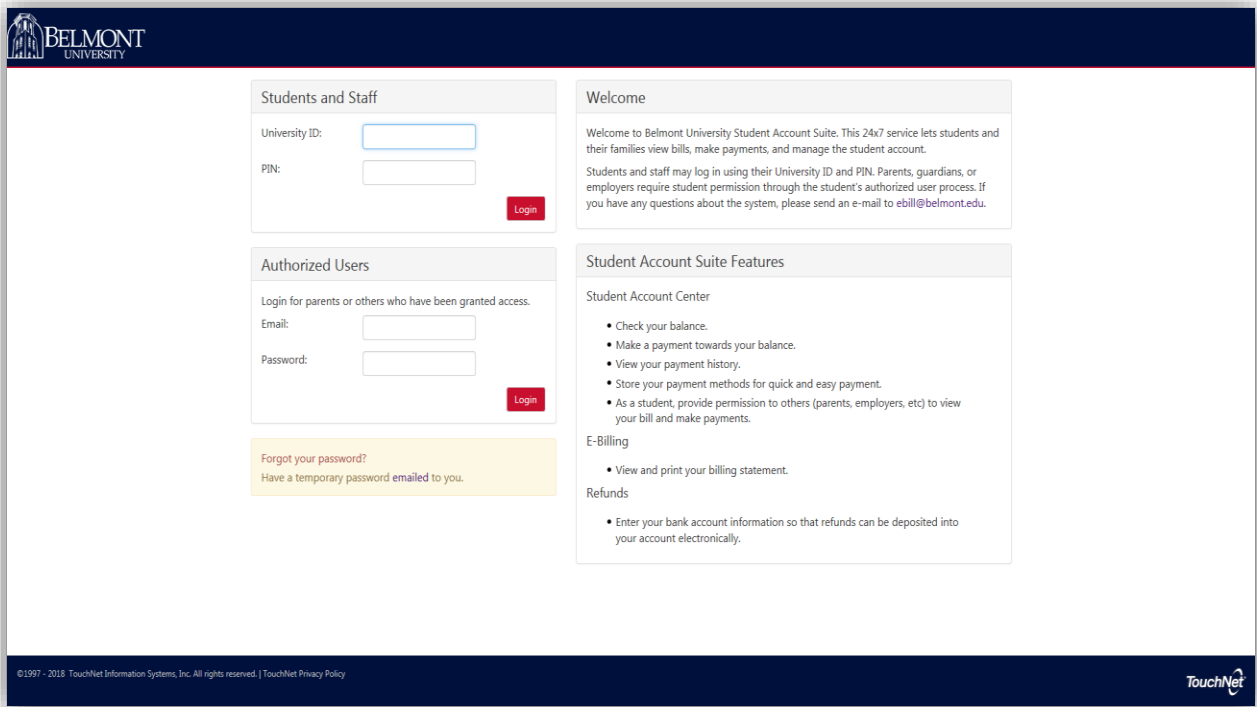 BELMONT
UNIVERSITY
Students and Staff
University ID:
PIN:
Login
Authorized Users
Login for parents or others who have been granted access.
Email:
Password:
Login
Forgot your password?
Have a temporary password emailed to you.
Welcome
Welcome to Belmont University Student Account Suite. This 24x7 service lets students and
their families view bills, make payments, and manage the student account.
Students and staff may log in using their University ID and PIN. Parents, guardians, or
employers require student permission through the student's authorized user process. If
you have any questions about the system, please send an e-mail to ebill@belmont.edu.
Student Account Suite Features
Student Account Center
• Check your balance.
• Make a payment towards your balance.
• View your payment history.
• Store your payment methods for quick and easy payment.
• As a student, provide permission to others (parents, employers, etc) to view
your bill and make payments.
E-Billing
• View and print your billing statement.
Refunds
• Enter your bank account information so that refunds can be deposited into
your account electronically.
©1997 - 2018 TouchNet Information Systems, Inc. All rights reserved. | TouchNet Privacy Policy
TouchNet